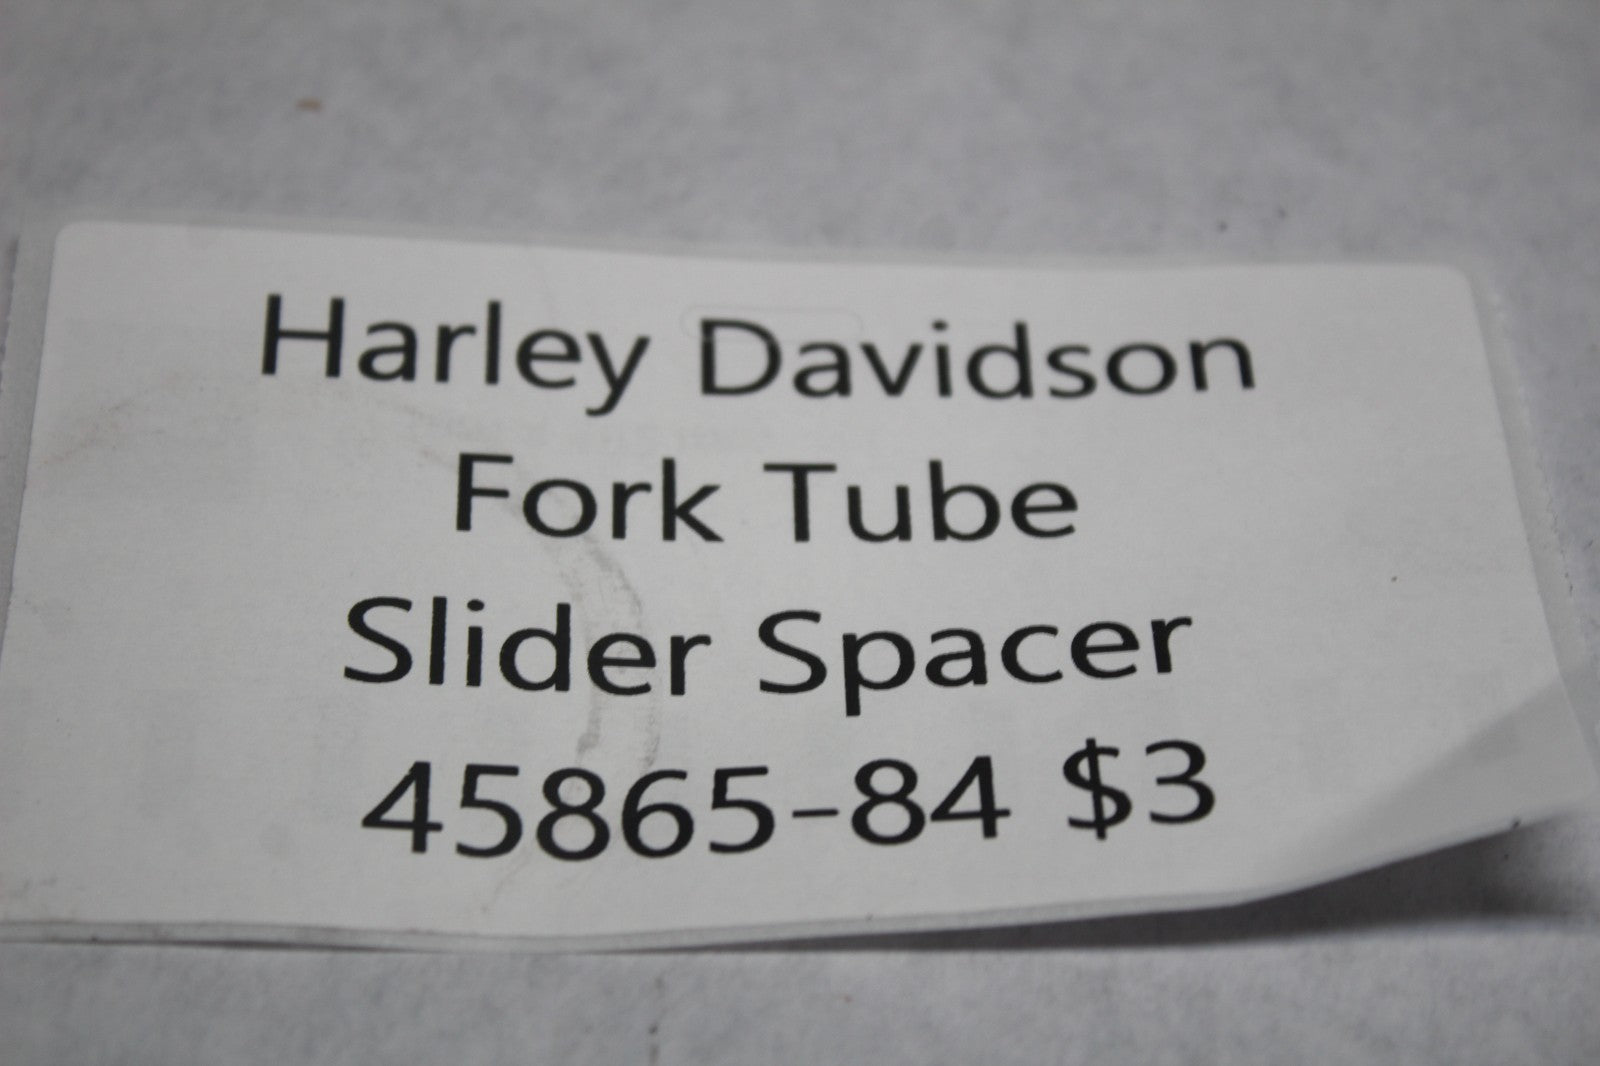 Harley Davidson
Fork Tube
Slider Spacer
45865-84 $3